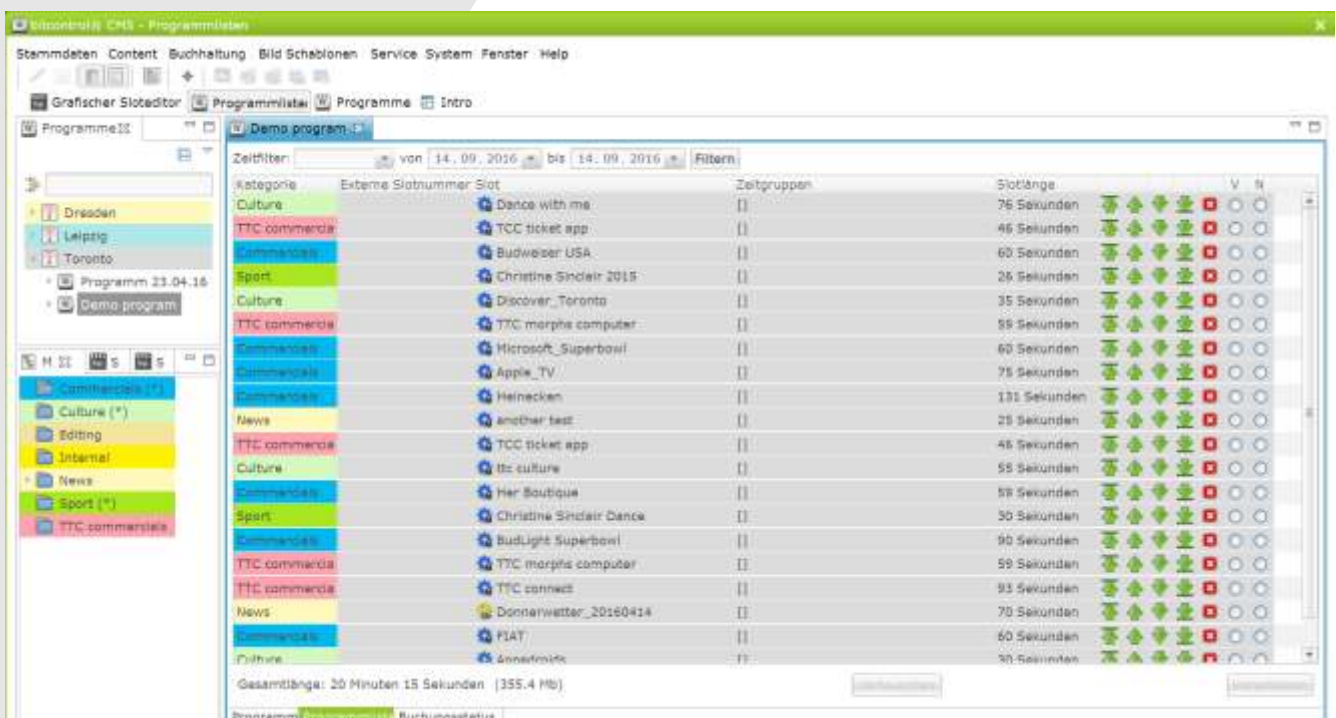 bitcontrol® CMS - Programmlisten
Stammdaten Content Buchhaltung Bild Schablonen Service System Fenster Help
Grafischer Sloteditor Programmlisten Programme Intro
Programme
Dresden
Leipzig
Toronto
Programm 23.04.16
Demo program
M S S
Commercials (*)
Culture (*)
Editing
Internal
News
Sport (*)
TTC commercials
Demo program
Zeitfilter: von 14.09.2016 bis 14.09.2016 Filtern
Kategorie Externe Slotnummer Slot Zeitgruppen Slotlänge V N
Culture Dance with me [] 76 Sekunden
TTC commercia TCC ticket app [] 46 Sekunden
Commercials Budweiser USA [] 60 Sekunden
Sport Christine Sinclair 2015 [] 26 Sekunden
Culture Discover_Toronto [] 35 Sekunden
TTC commercia TTC morphs computer [] 59 Sekunden
Commercials Microsoft_Superbowl [] 60 Sekunden
Commercials Apple_TV [] 75 Sekunden
Commercials Heinecken [] 131 Sekunden
News another test [] 25 Sekunden
TTC commercia TCC ticket app [] 46 Sekunden
Culture ttc culture [] 55 Sekunden
Commercials Her Boutique [] 59 Sekunden
Sport Christine Sinclair Dance [] 30 Sekunden
Commercials BudLight Superbowl [] 90 Sekunden
TTC commercia TTC morphs computer [] 59 Sekunden
TTC commercia TTC connect [] 93 Sekunden
News Donnerwetter_20160414 [] 70 Sekunden
Commercials FIAT [] 60 Sekunden
Culture Annedroids [] 30 Sekunden
Gesamtlänge: 20 Minuten 15 Sekunden (355.4 Mb)
Programm Buchungsstatus